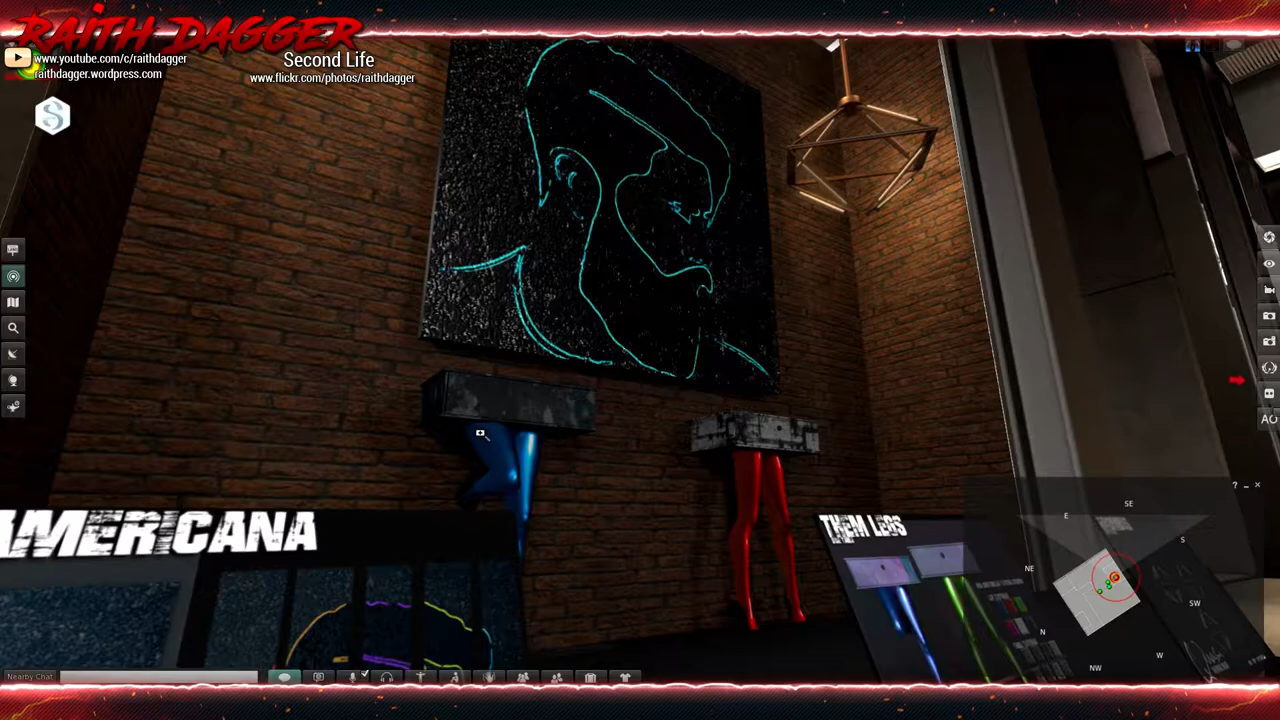 RAITH DAGGER
www.youtube.com/c/raithdagger
raithdagger.wordpress.com
Second Life
www.flickr.com/photos/raithdagger
S
AO
AMERICANA
THEM LEGS
? _ ×
SE
E
S
NE
SW
N
W
NW
Nearby Chat